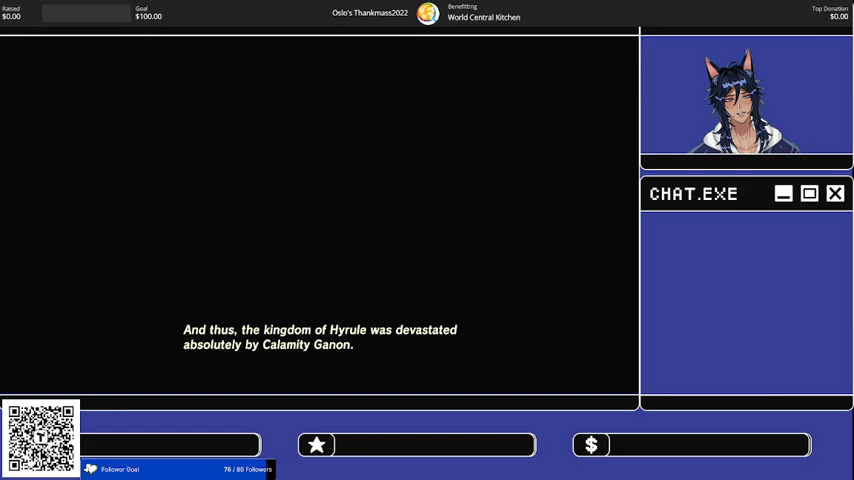 Raised
$0.00
Goal
$100.00
Oslo's Thankmass2022
Benefitting
World Central Kitchen
Top Donation
$0.00
CHAT.EXE
And thus, the kingdom of Hyrule was devastated
absolutely by Calamity Ganon.
$
Follower Goal
76 / 80 Followers